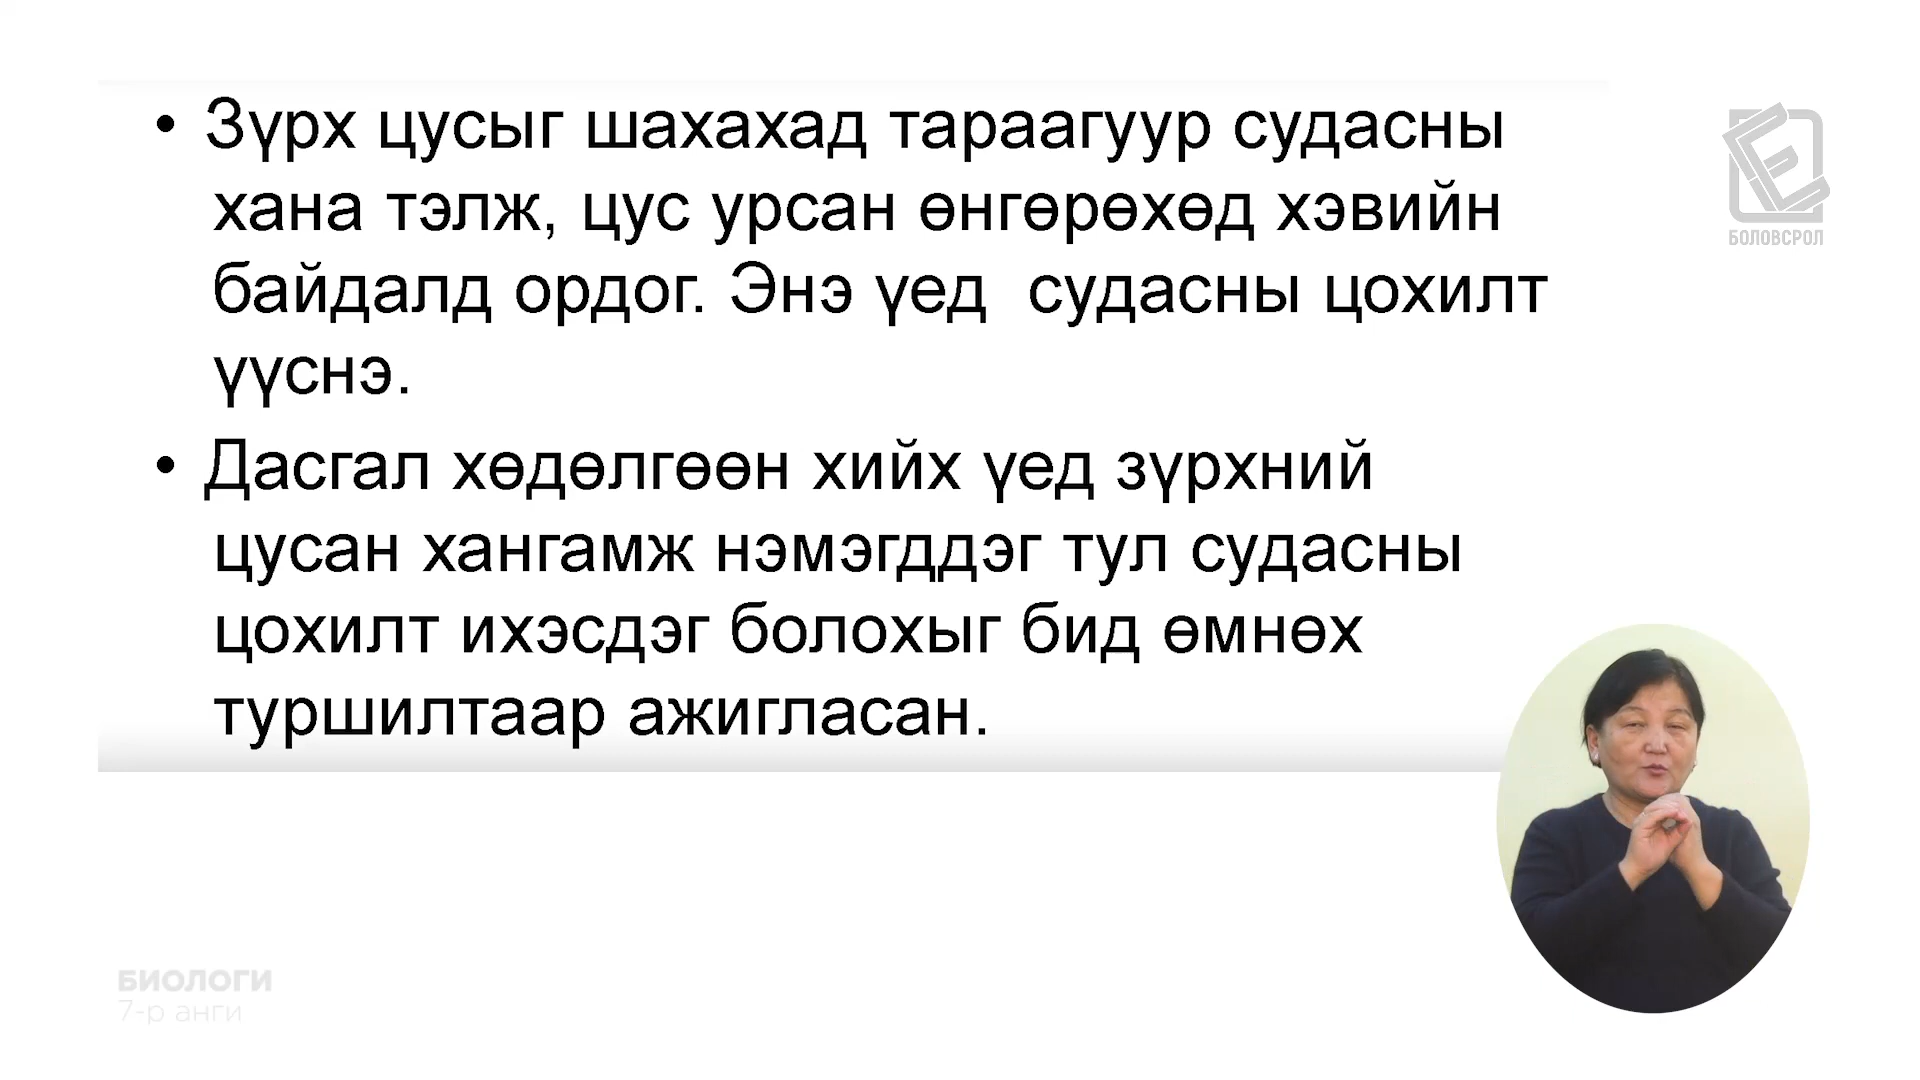 • Зүрх цусыг шахахад тараагуур судасны
хана тэлж, цус урсан өнгөрөхөд хэвийн
байдалд ордог. Энэ үед  судасны цохилт
үүснэ.
• Дасгал хөдөлгөөн хийх үед зүрхний
цусан хангамж нэмэгддэг тул судасны
цохилт ихэсдэг болохыг бид өмнөх
туршилтаар ажигласан.
БОЛОВСРОЛ
БИОЛОГИ
7-р анги